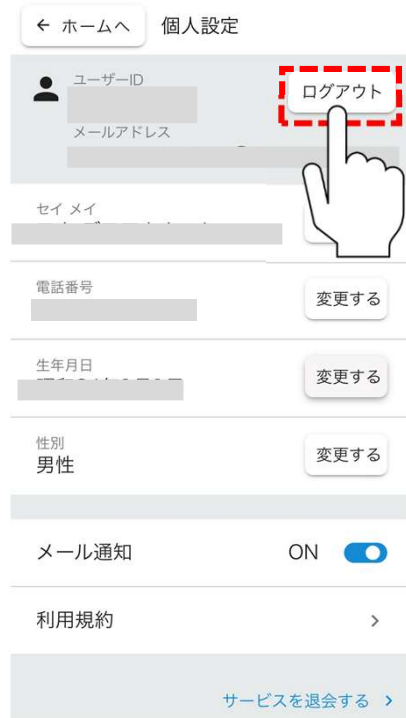 ← ホームへ 個人設定
ユーザーID
ログアウト
メールアドレス
セイ メイ
電話番号
変更する
生年月日
変更する
性別
男性
変更する
メール通知 ON
利用規約 >
サービスを退会する >